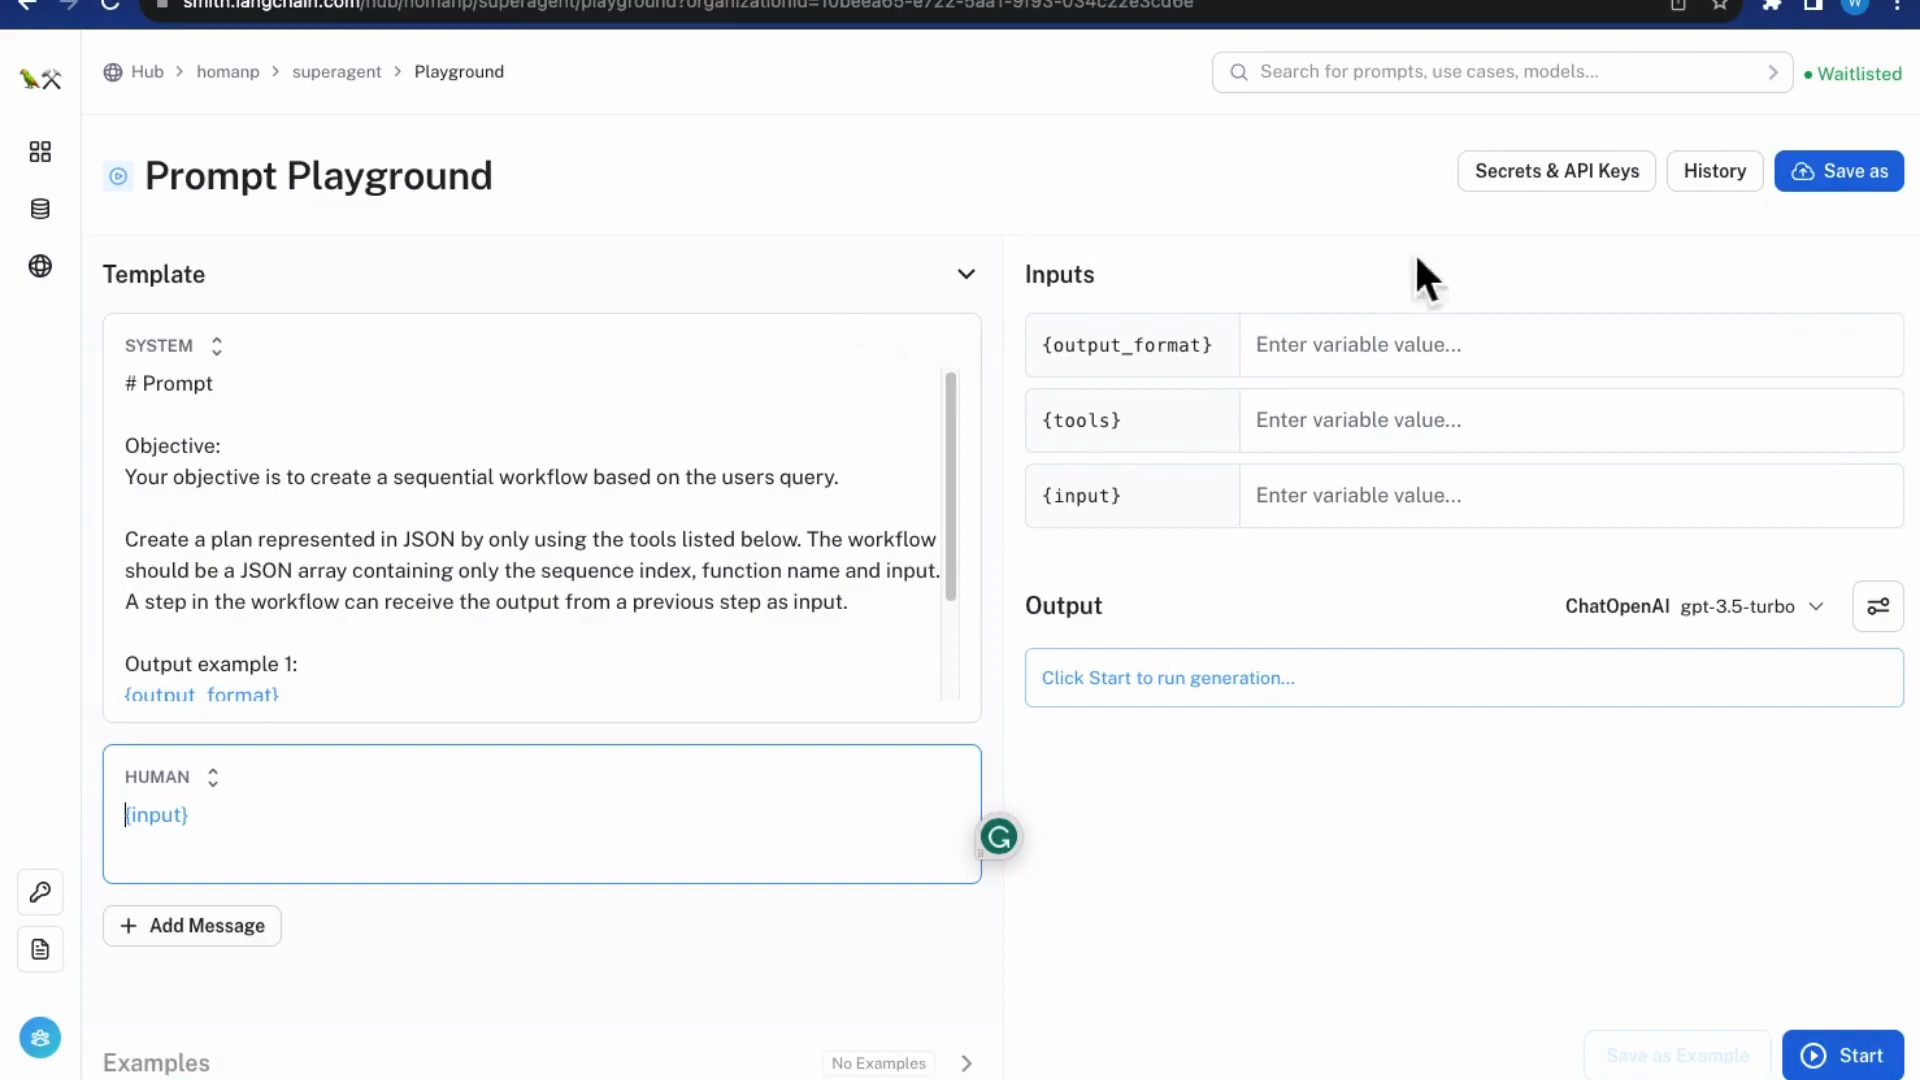 smith.langchain.com/hub/homanp/superagent/playground?organizationId=10beea65-e722-5aa1-9f93-034c22e3cd6e
W
Hub > homanp > superagent > Playground
Search for prompts, use cases, models...
Waitlisted
Prompt Playground
Secrets & API Keys
History
Save as
Template
SYSTEM
# Prompt
Objective:
Your objective is to create a sequential workflow based on the users query.
Create a plan represented in JSON by only using the tools listed below. The workflow
should be a JSON array containing only the sequence index, function name and input.
A step in the workflow can receive the output from a previous step as input.
Output example 1:
{output_format}
HUMAN
{input}
+ Add Message
Examples
No Examples
Inputs
{output_format}
Enter variable value...
{tools}
Enter variable value...
{input}
Enter variable value...
Output
ChatOpenAI gpt-3.5-turbo
Click Start to run generation...
Save as Example
Start